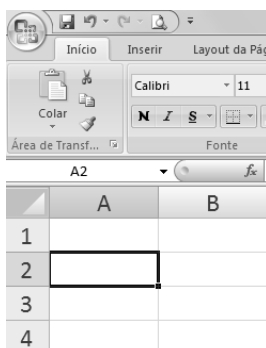 Início Inserir Layout da Pág
Calibri 11
Colar
N I S
Área de Transf... Fonte
A2 fx
A B
1
2
3
4